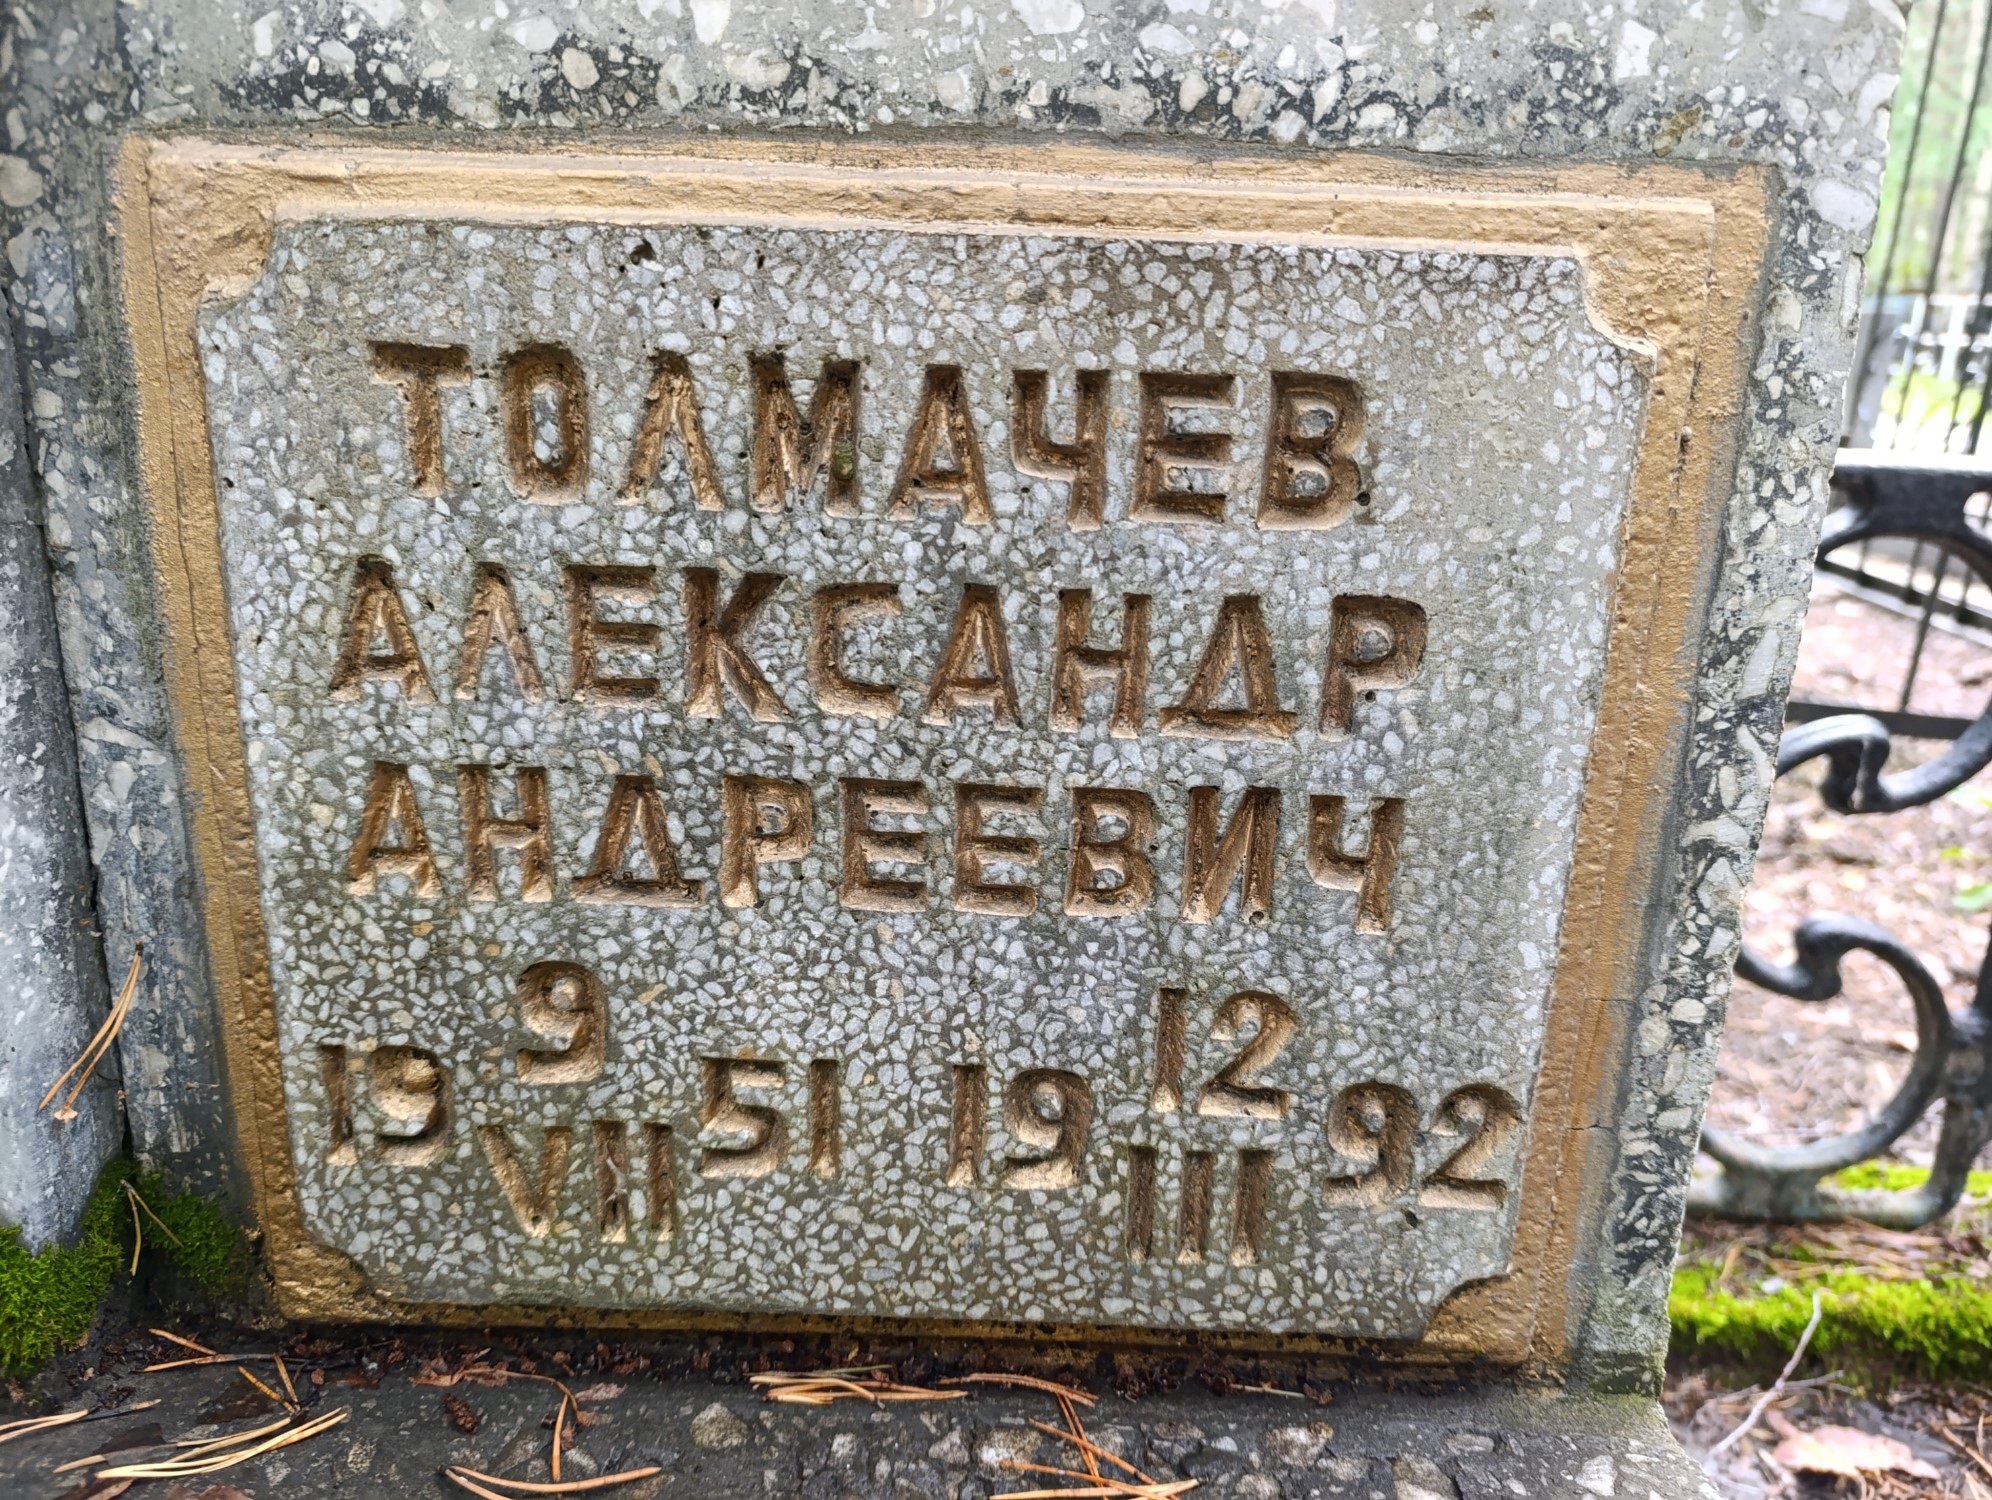 ТОЛМАЧЕВ
АЛЕКСАНДР
АНДРЕЕВИЧ
19 9/VII 51 19 12/III 92